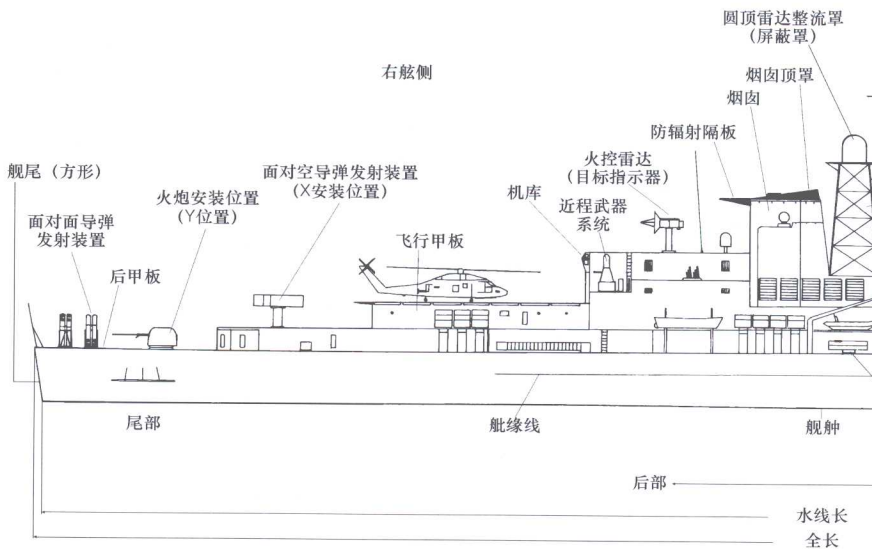 圆顶雷达整流罩
(屏蔽罩)
右舷侧
烟囱顶罩
烟囱
防辐射隔板
舰尾（方形）
面对空导弹发射装置
(X安装位置)
火控雷达
(目标指示器)
火炮安装位置
(Y位置)
机库
近程武器
系统
面对面导弹
发射装置
飞行甲板
后甲板
尾部
舭缘线
舰舯
后部
水线长
全长